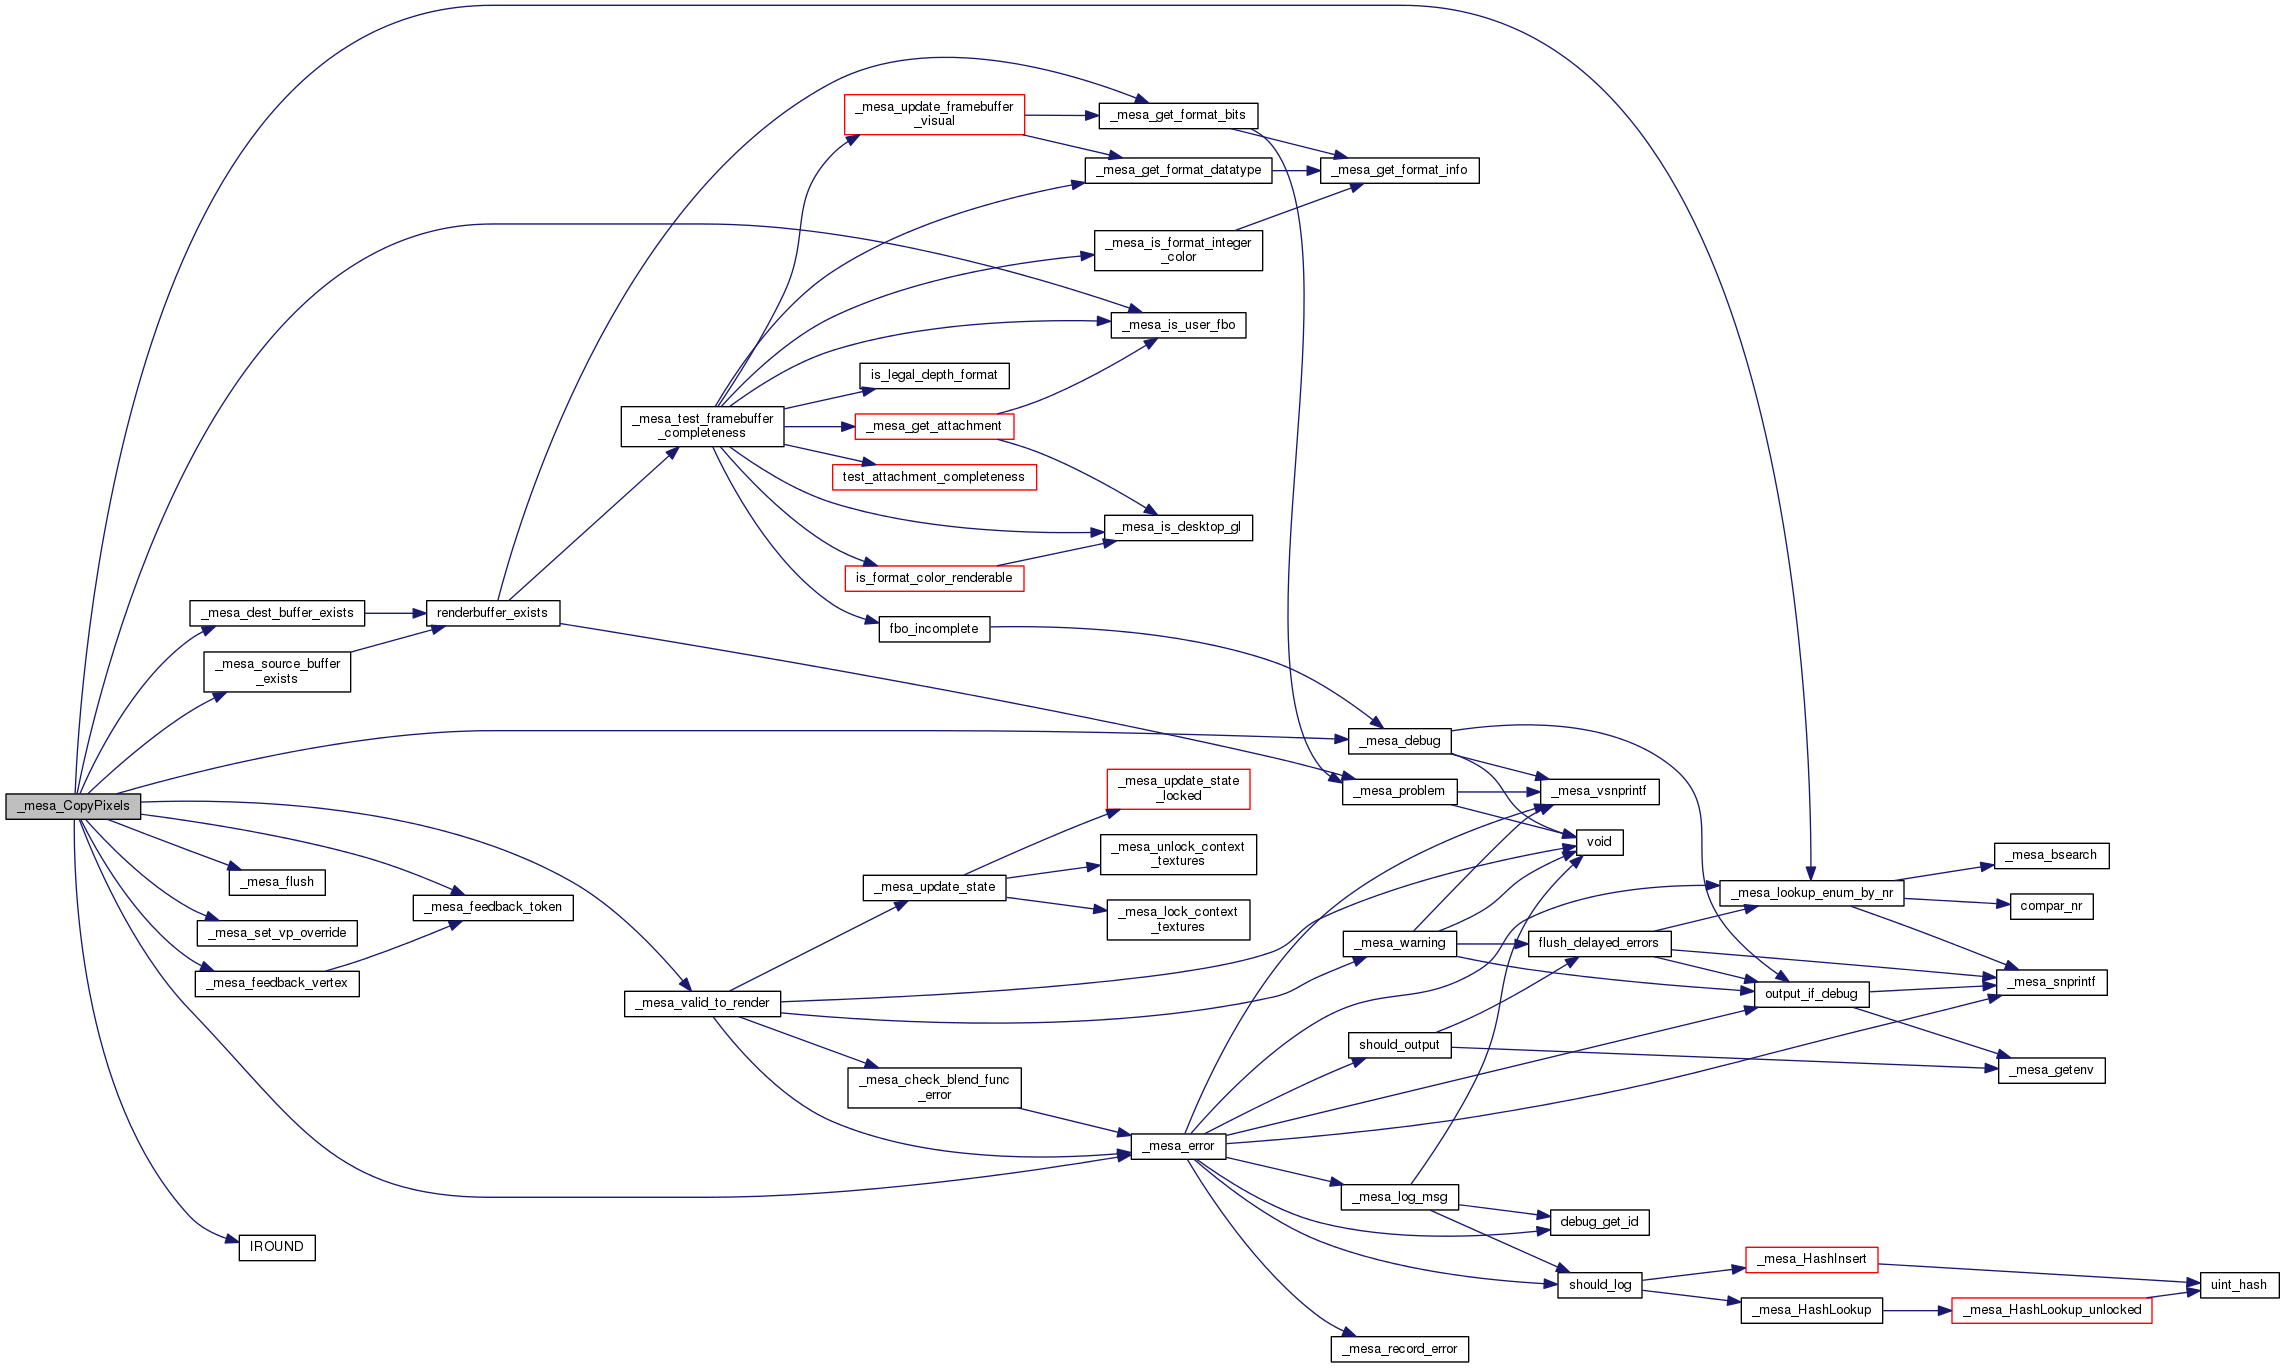 _mesa_CopyPixels
_mesa_dest_buffer_exists
_mesa_source_buffer
_exists
_mesa_flush
_mesa_set_vp_override
_mesa_feedback_vertex
IROUND
renderbuffer_exists
_mesa_feedback_token
_mesa_test_framebuffer
_completeness
_mesa_valid_to_render
_mesa_update_framebuffer
_visual
is_legal_depth_format
_mesa_get_attachment
test_attachment_completeness
is_format_color_renderable
fbo_incomplete
_mesa_update_state
_mesa_check_blend_func
_error
_mesa_get_format_bits
_mesa_get_format_datatype
_mesa_is_format_integer
_color
_mesa_is_user_fbo
_mesa_is_desktop_gl
_mesa_update_state
_locked
_mesa_unlock_context
_textures
_mesa_lock_context
_textures
_mesa_error
_mesa_get_format_info
_mesa_debug
_mesa_problem
_mesa_warning
should_output
_mesa_log_msg
_mesa_record_error
_mesa_vsnprintf
void
flush_delayed_errors
debug_get_id
should_log
_mesa_lookup_enum_by_nr
output_if_debug
_mesa_HashInsert
_mesa_HashLookup
_mesa_bsearch
compar_nr
_mesa_snprintf
_mesa_getenv
_mesa_HashLookup_unlocked
uint_hash